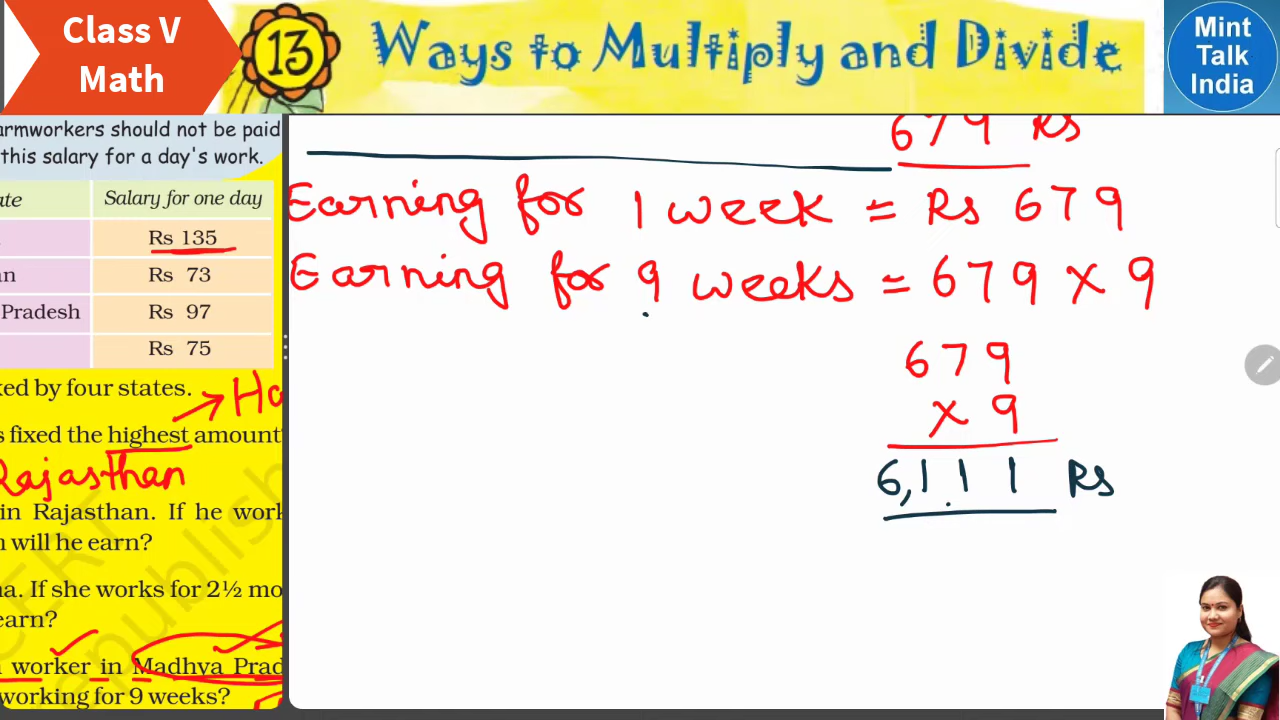 Class V
Math
13 Ways to Multiply and Divide
Mint
Talk
India
armworkers should not be paid
this salary for a day's work.
ate Salary for one day
Rs 135
an Rs 73
Pradesh Rs 97
Rs 75
ked by four states.
→ Ha
s fixed the highest amount?
Rajasthan
in Rajasthan. If he work
n will he earn?
na. If she works for 2½ mo
earn?
n worker in Madhya Prad
working for 9 weeks?
679 Rs
Earning for 1 week = Rs 679
Earning for 9 weeks = 679 × 9
679
× 9
6,111 Rs